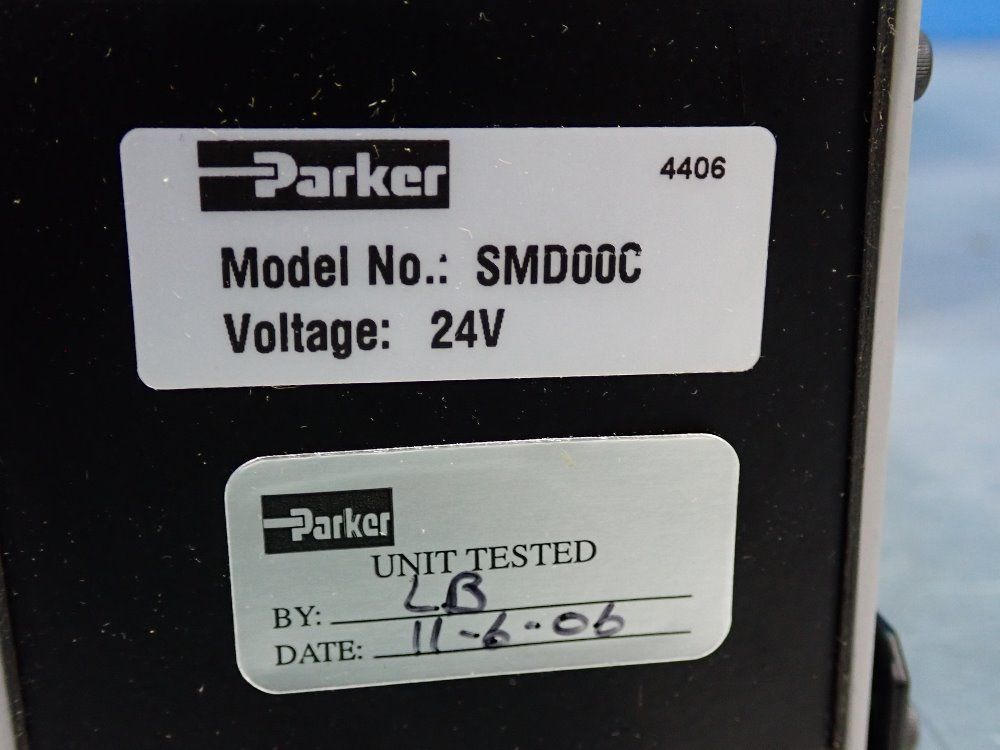 Parker 4406
Model No.: SMD00C
Voltage: 24V
Parker
UNIT TESTED
BY: LB
DATE: 11-6-06